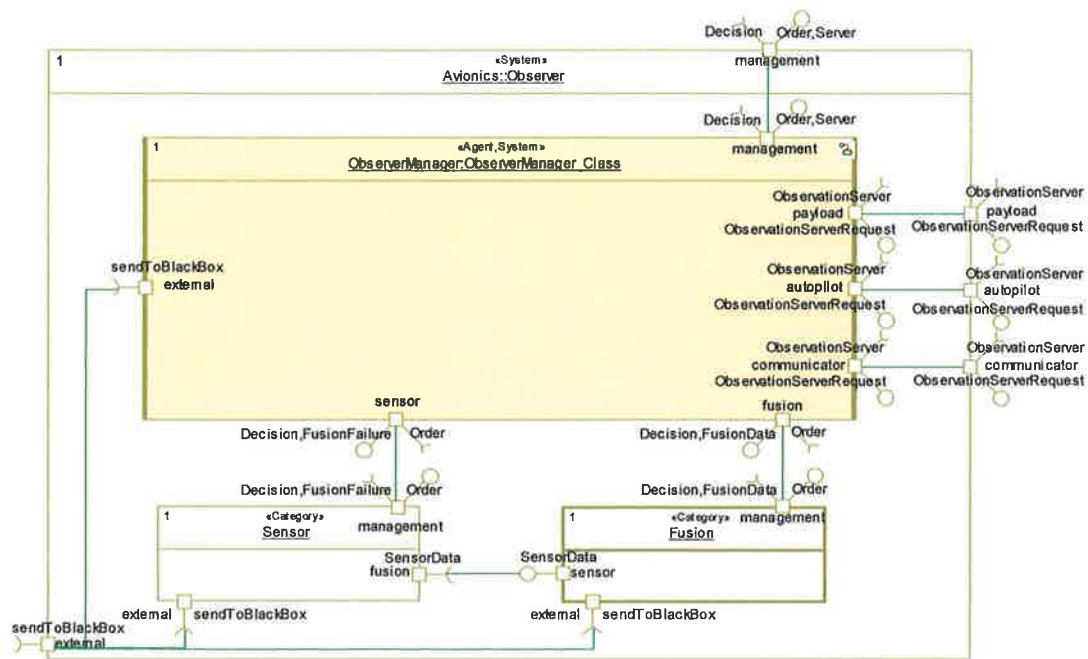 Decision Order,Server
management
1
«System»
Avionics::Observer
Decision Order,Server
management
1
«Agent,System»
ObserverManager:ObserverManager_Class
ObservationServer
payload
ObservationServerRequest
ObservationServer
payload
ObservationServerRequest
sendToBlackBox
external
ObservationServer
autopilot
ObservationServerRequest
ObservationServer
autopilot
ObservationServerRequest
ObservationServer
communicator
ObservationServerRequest
ObservationServer
communicator
ObservationServerRequest
sensor
fusion
Decision,FusionFailure Order
Decision,FusionData Order
Decision,FusionFailure Order
Decision,FusionData Order
management
management
1
«Category»
Sensor
1
«Category»
Fusion
SensorData
fusion
SensorData
sensor
external sendToBlackBox
external sendToBlackBox
sendToBlackBox
external